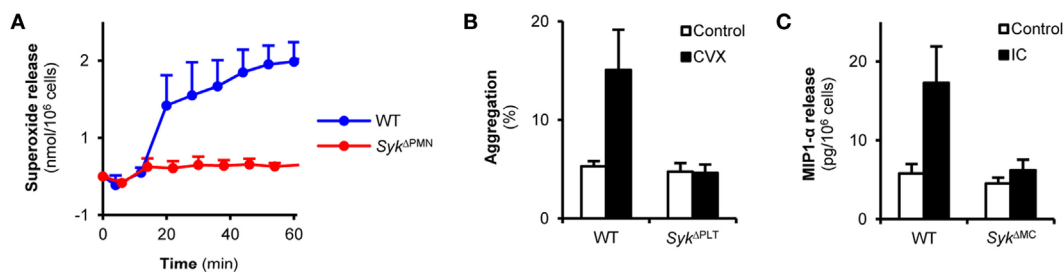 A
Superoxide release
(nmol/10⁶ cells)
2
1
-1
0
20
40
60
Time (min)
WT
Syk^ΔPMN
B
Aggregation
(%)
20
10
0
Control
CVX
WT
Syk^ΔPLT
C
MIP1-α release
(pg/10⁶ cells)
20
10
0
Control
IC
WT
Syk^ΔMC